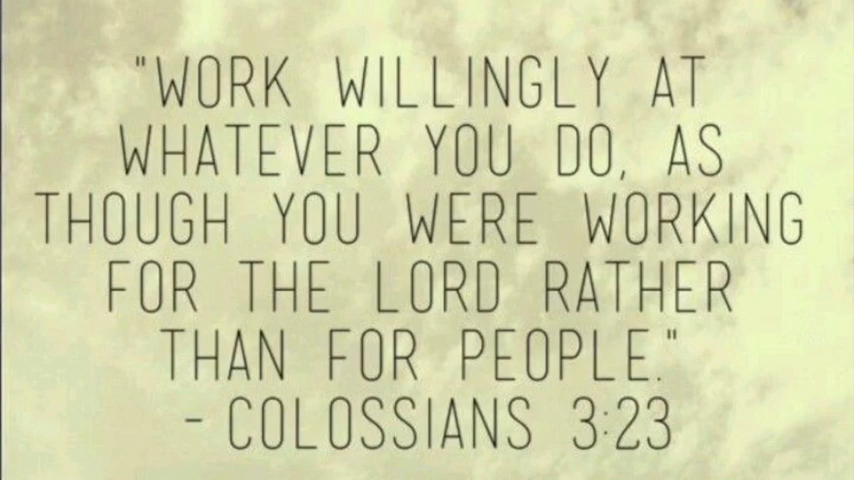 "WORK WILLINGLY AT
WHATEVER YOU DO, AS
THOUGH YOU WERE WORKING
FOR THE LORD RATHER
THAN FOR PEOPLE."
- COLOSSIANS 3:23